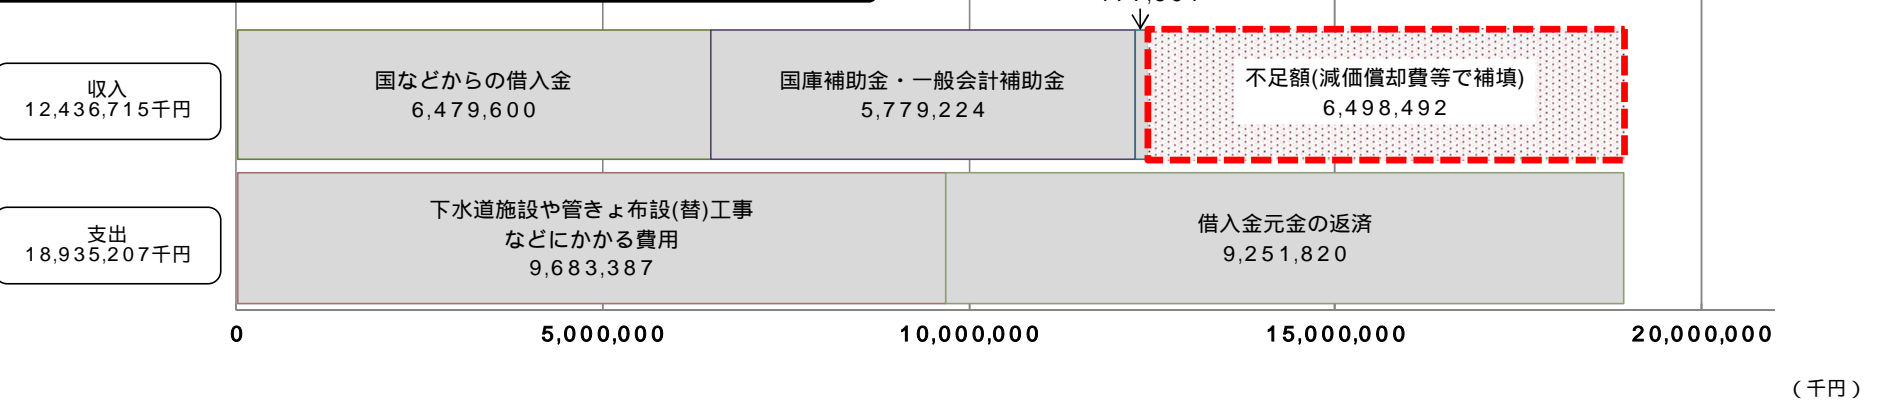 収入
12,436,715千円
国などからの借入金
6,479,600
国庫補助金・一般会計補助金
5,779,224
不足額(減価償却費等で補填)
6,498,492
支出
18,935,207千円
下水道施設や管きょ布設(替)工事
などにかかる費用
9,683,387
借入金元金の返済
9,251,820
0 5,000,000 10,000,000 15,000,000 20,000,000
（千円）